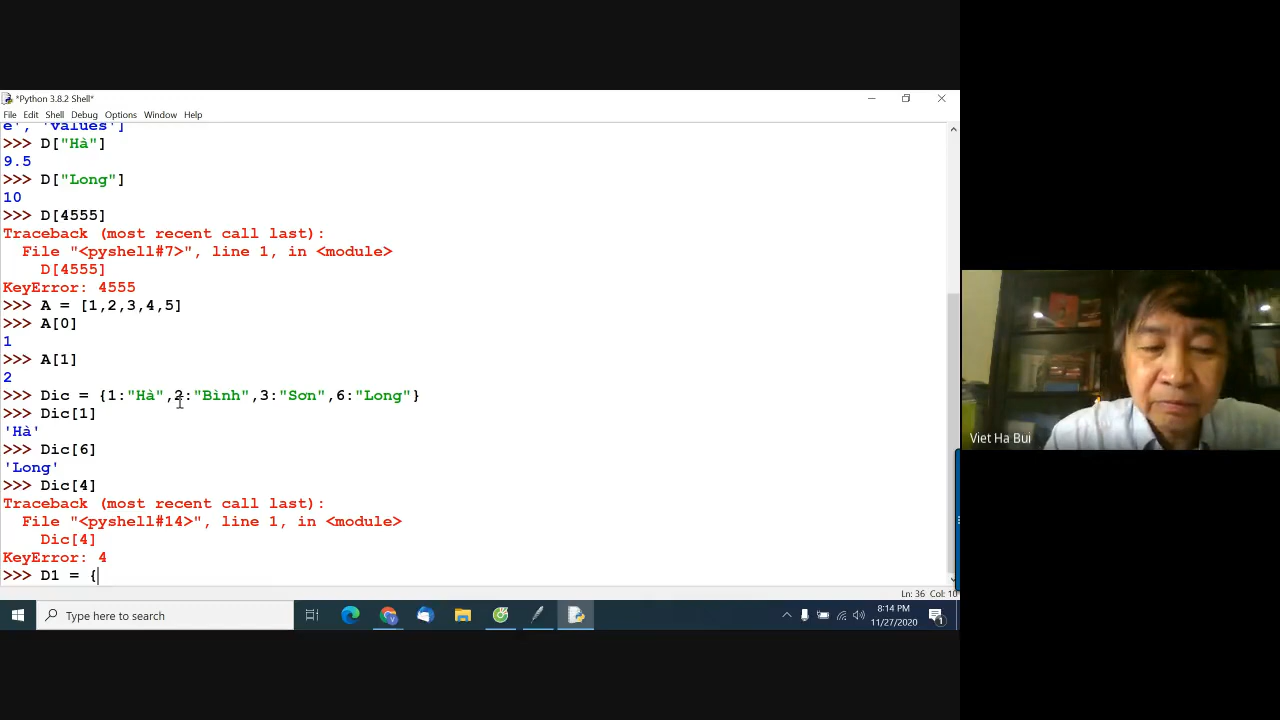 *Python 3.8.2 Shell*
File Edit Shell Debug Options Window Help
e', 'values']
>>> D["Hà"]
9.5
>>> D["Long"]
10
>>> D[4555]
Traceback (most recent call last):
  File "<pyshell#7>", line 1, in <module>
    D[4555]
KeyError: 4555
>>> A = [1,2,3,4,5]
>>> A[0]
1
>>> A[1]
2
>>> Dic = {1:"Hà",2:"Bình",3:"Sơn",6:"Long"}
>>> Dic[1]
'Hà'
>>> Dic[6]
'Long'
>>> Dic[4]
Traceback (most recent call last):
  File "<pyshell#14>", line 1, in <module>
    Dic[4]
KeyError: 4
>>> D1 = {
Ln: 36 Col: 10
Type here to search
8:14 PM
11/27/2020
1
Viet Ha Bui